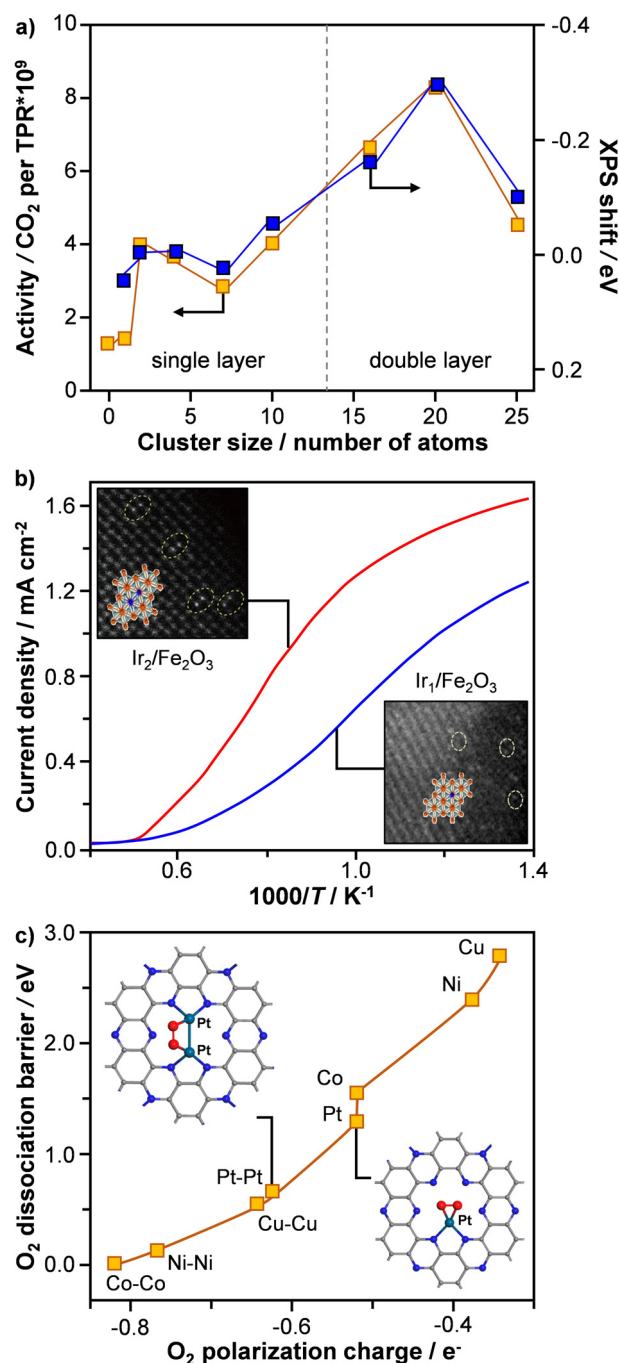 a)
10
8
6
4
2
0
Activity / CO₂ per TPR*10⁹
-0.4
-0.2
0.0
0.2
XPS shift / eV
single layer
double layer
0 5 10 15 20 25
Cluster size / number of atoms
b)
1.6
1.2
0.8
0.4
0.0
Current density / mA cm⁻²
Ir₂/Fe₂O₃
Ir₁/Fe₂O₃
0.6 1.0 1.4
1000/T / K⁻¹
c)
3.0
2.0
1.0
0.0
O₂ dissociation barrier / eV
Cu
Ni
Pt
Pt
Co
Pt
Pt-Pt
Cu-Cu
Pt
Ni-Ni
Co-Co
-0.8 -0.6 -0.4
O₂ polarization charge / e⁻